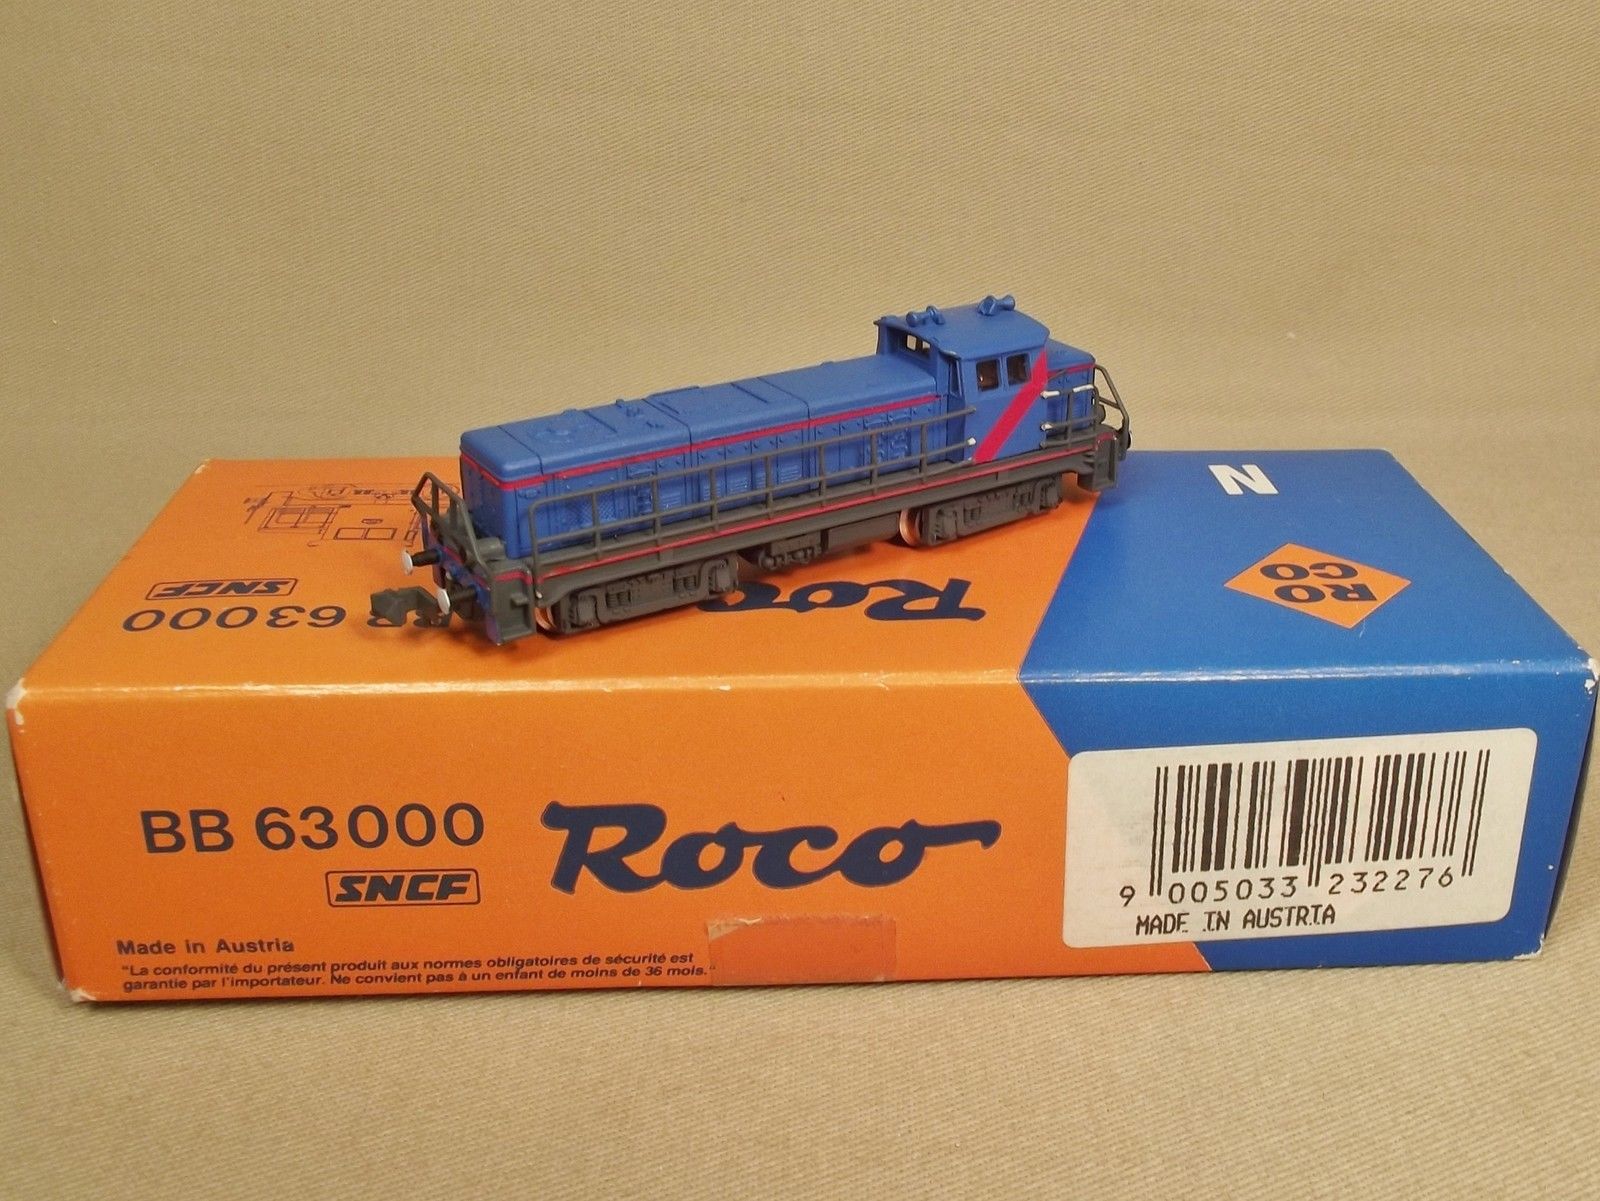 N
RO
CO
Roco
BB 63000
SNCF
BB 63000
SNCF
Roco
Made in Austria
"La conformité du présent produit aux normes obligatoires de sécurité est
garantie par l'importateur. Ne convient pas à un enfant de moins de 36 mois."
9 005033 232276
MADE IN AUSTRIA